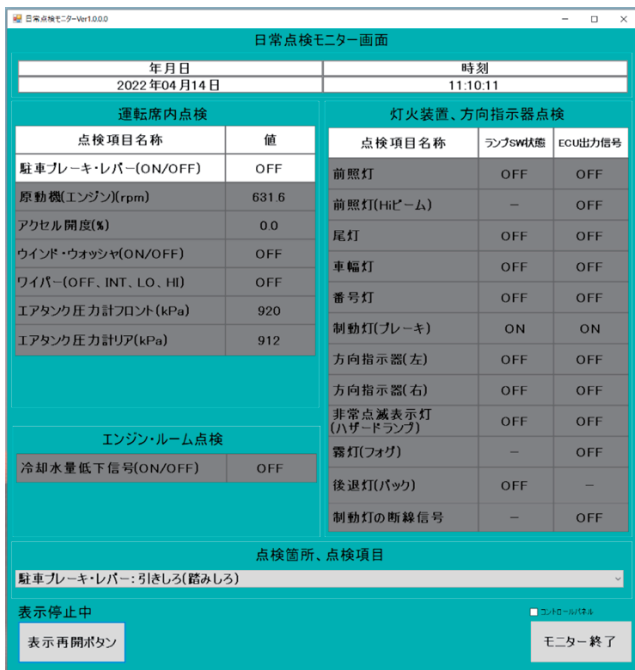 日常点検モニターVer1.0.0.0
日常点検モニター画面
年月日 時刻
2022年04月14日 11:10:11
運転席内点検
点検項目名称 値
駐車ブレーキ・レバー(ON/OFF) OFF
原動機(エンジン)(rpm) 631.6
アクセル開度(%) 0.0
ウインド・ウオッシャ(ON/OFF) OFF
ワイパー(OFF、INT、LO、HI) OFF
エアタンク圧力計フロント(kPa) 920
エアタンク圧力計リア(kPa) 912
エンジン・ルーム点検
冷却水量低下信号(ON/OFF) OFF
灯火装置、方向指示器点検
点検項目名称 ランプSW状態 ECU出力信号
前照灯 OFF OFF
前照灯(Hiビーム) － OFF
尾灯 OFF OFF
車幅灯 OFF OFF
番号灯 OFF OFF
制動灯(ブレーキ) ON ON
方向指示器(左) OFF OFF
方向指示器(右) OFF OFF
非常点滅表示灯
(ハザードランプ) OFF OFF
霧灯(フォグ) － OFF
後退灯(バック) OFF －
制動灯の断線信号 － OFF
点検箇所、点検項目
駐車ブレーキ・レバー:引きしろ(踏みしろ)
表示停止中
コントロールパネル
表示再開ボタン
モニター終了